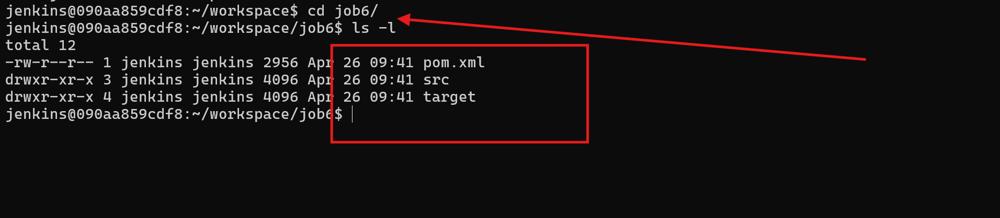 jenkins@090aa859cdf8:~/workspace$ cd job6/
jenkins@090aa859cdf8:~/workspace/job6$ ls -l
total 12
-rw-r--r-- 1 jenkins jenkins 2956 Apr 26 09:41 pom.xml
drwxr-xr-x 3 jenkins jenkins 4096 Apr 26 09:41 src
drwxr-xr-x 4 jenkins jenkins 4096 Apr 26 09:41 target
jenkins@090aa859cdf8:~/workspace/job6$